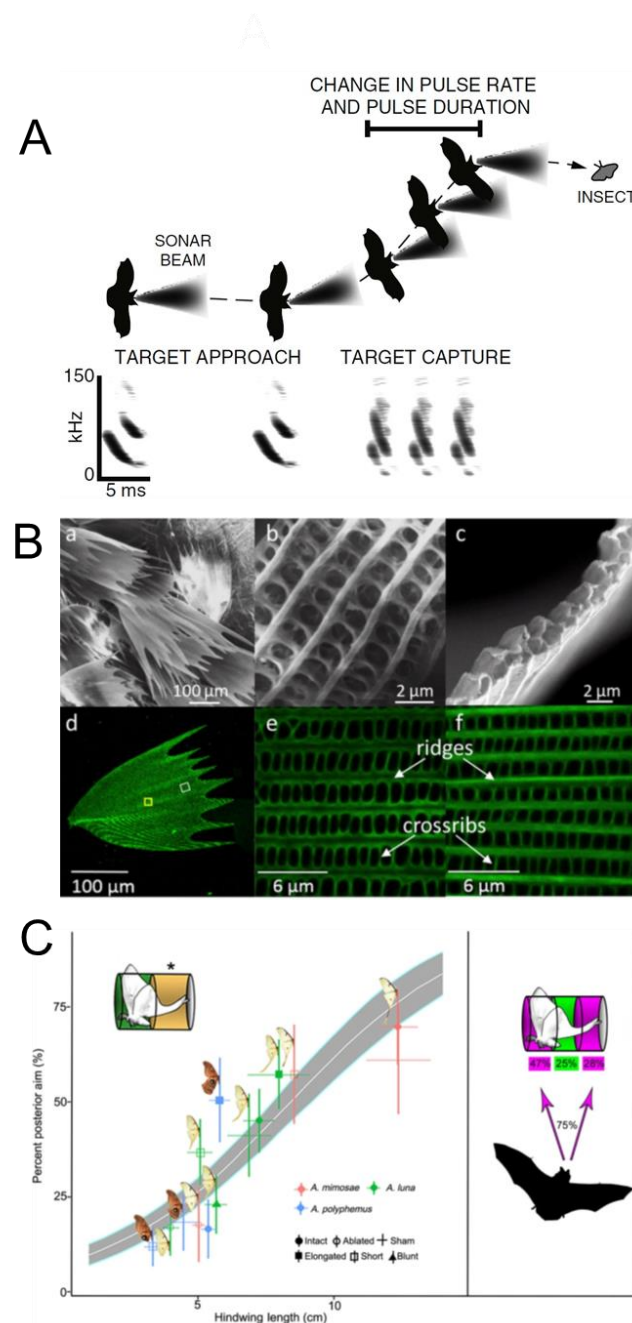 A
CHANGE IN PULSE RATE
AND PULSE DURATION
INSECT
SONAR
BEAM
TARGET APPROACH TARGET CAPTURE
150
kHz
0
5 ms
B
a b c
100 µm 2 µm 2 µm
d e f
ridges
crossribs
100 µm 6 µm 6 µm
C
*
75
50
25
0
Percent posterior aim (%)
A. mimosae A. luna
A. polyphemus
Intact Ablated Sham
Elongated Short Blunt
5 10
Hindwing length (cm)
47% 25% 28%
75%